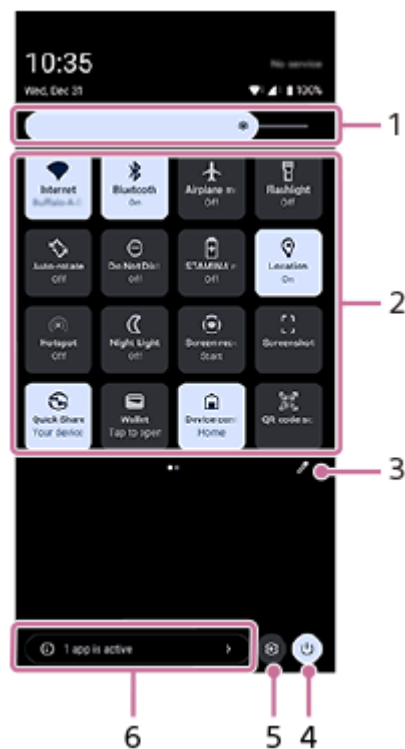 10:35
No service
Wed, Dec 31
100%
1
2
Internet
Bluetooth
On
Airplane m
Off
Flashlight
Off
Auto-rotate
Off
Do Not Dist
Off
STAMINA
Off
Location
On
Hotspot
Off
Night Light
Off
Screen rec
Start
Screenshot
Quick Share
Your device
Wallet
Tap to open
Device con
Home
QR code sc
3
1 app is active
6
5
4